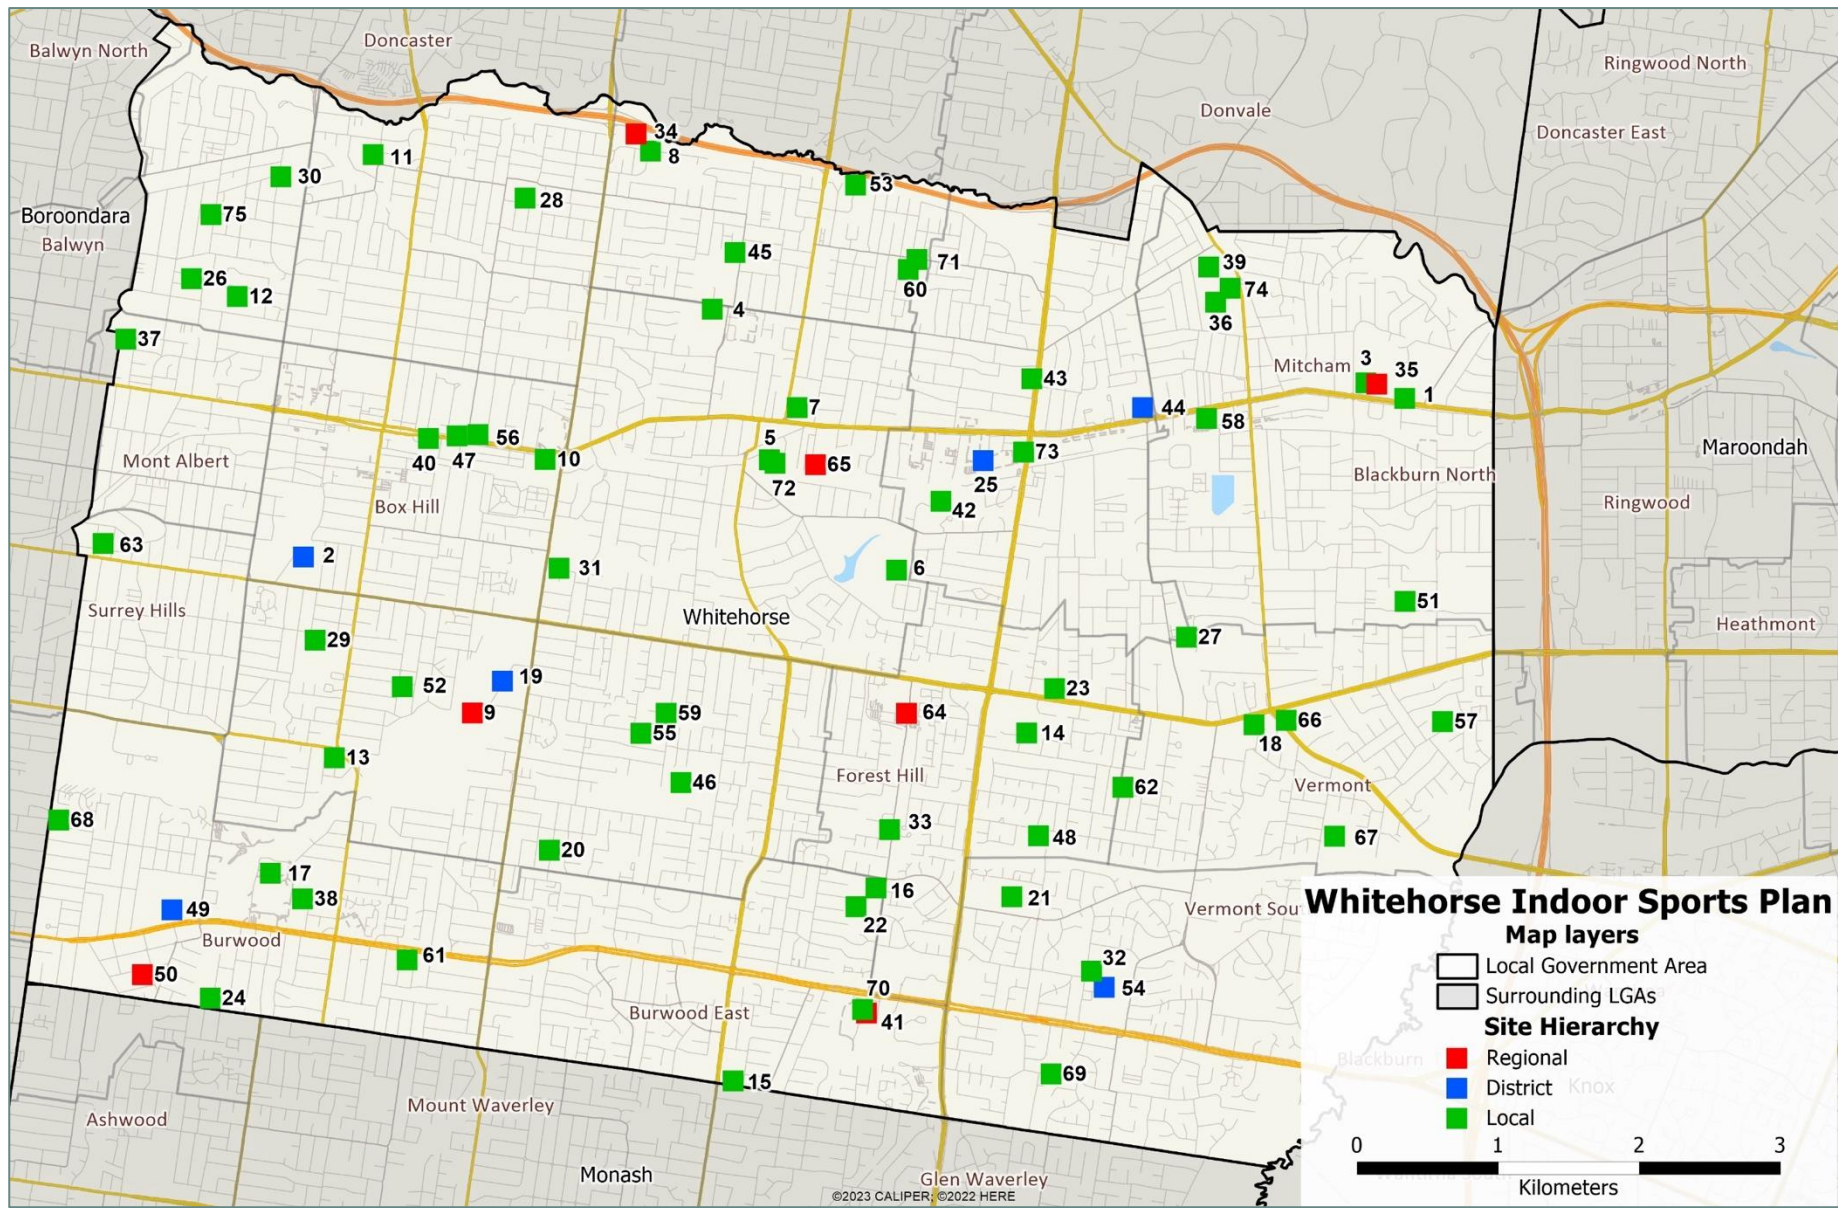 Balwyn North
Doncaster
Ringwood North
Donvale
Doncaster East
34
8
11
30
53
28
75
Boroondara
Balwyn
45
71
39
26
12
60
74
4
36
37
3
35
Mitcham
1
43
7
44
58
5
56
73
Maroondah
40
47
10
65
Mont Albert
25
Blackburn North
72
42
Ringwood
Box Hill
63
2
31
6
51
Surrey Hills
Whitehorse
Heathmont
29
27
19
52
23
9
59
64
66
57
55
14
18
13
Forest Hill
46
62
Vermont
68
33
48
67
20
17
16
38
21
49
22
Vermont Sou
Burwood
61
32
50
54
24
70
Burwood East
41
15
69
Ashwood
Mount Waverley
Monash
Glen Waverley
©2023 CALIPER; ©2022 HERE
Whitehorse Indoor Sports Plan
Map layers
Local Government Area
Surrounding LGAs
Site Hierarchy
Regional
Blackburn
District
Knox
Local
0 1 2 3
Kilometers